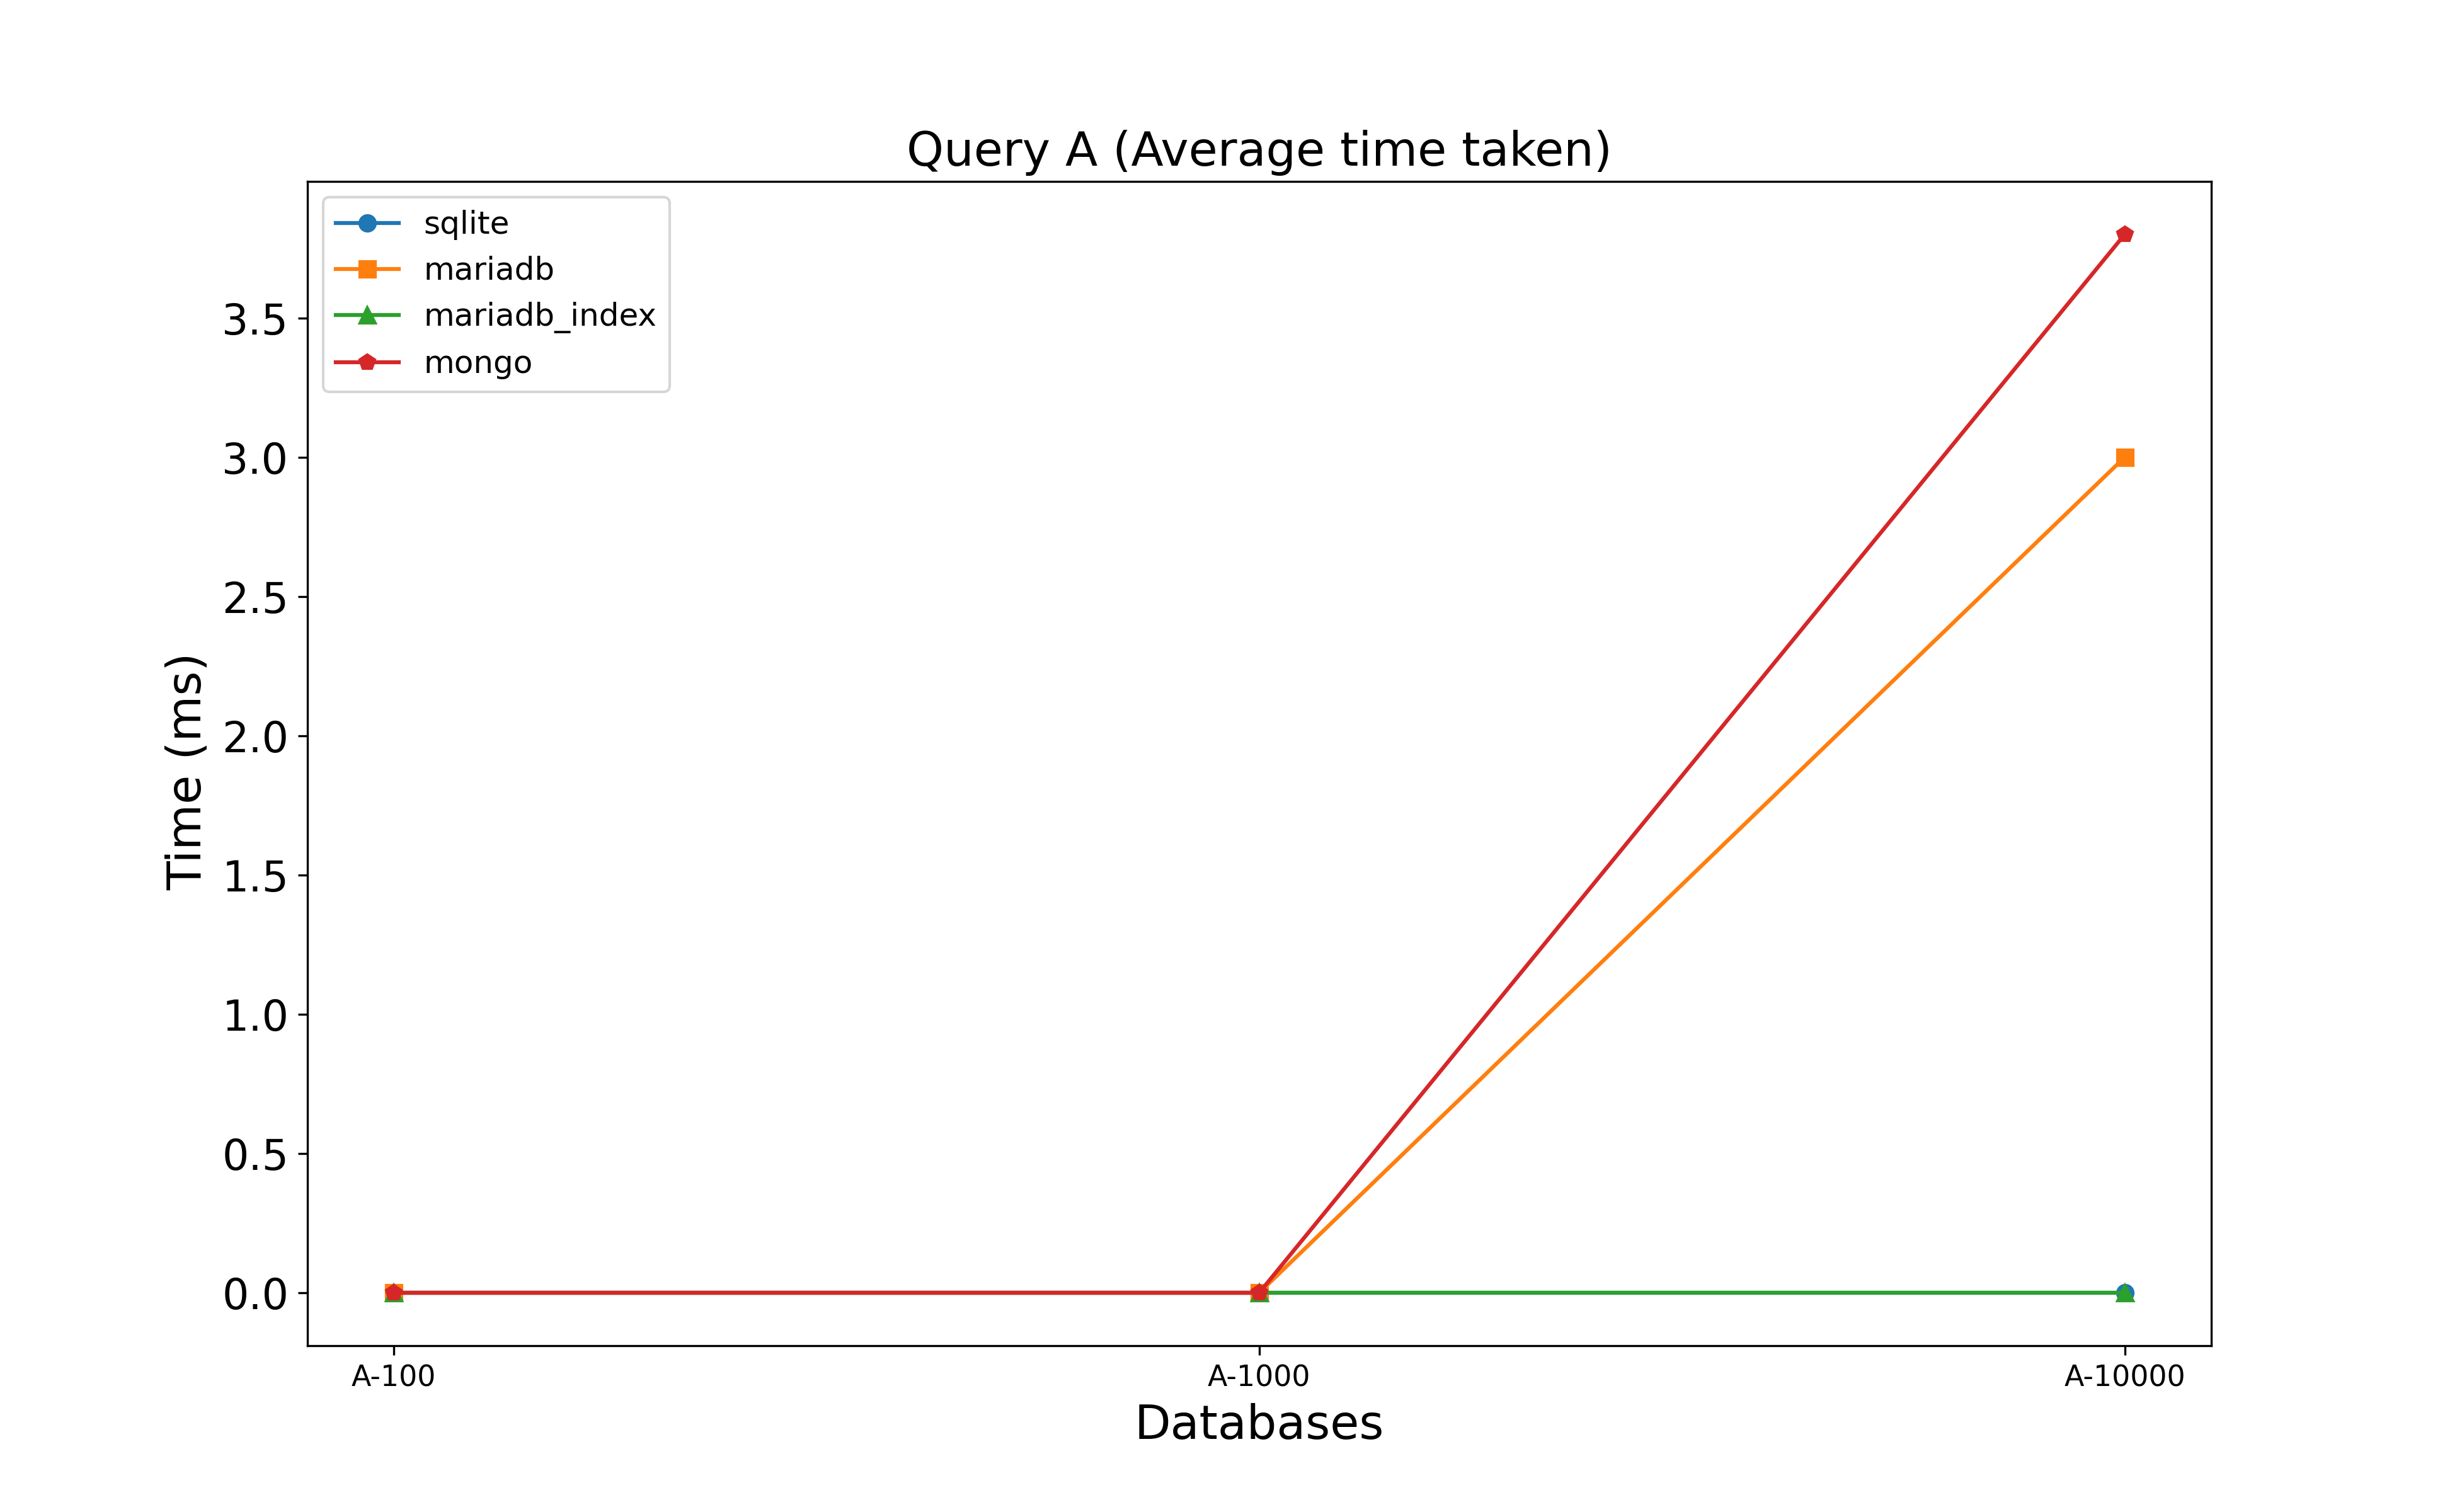 Query A (Average time taken)
sqlite
mariadb
mariadb_index
mongo
Time (ms)
3.5
3.0
2.5
2.0
1.5
1.0
0.5
0.0
A-100 A-1000 A-10000
Databases